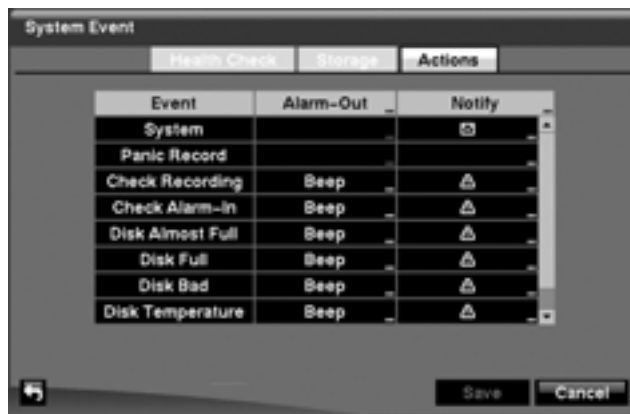 System Event
Health Check Storage Actions
Event Alarm-Out Notify
System
Panic Record
Check Recording Beep
Check Alarm-In Beep
Disk Almost Full Beep
Disk Full Beep
Disk Bad Beep
Disk Temperature Beep
Save Cancel